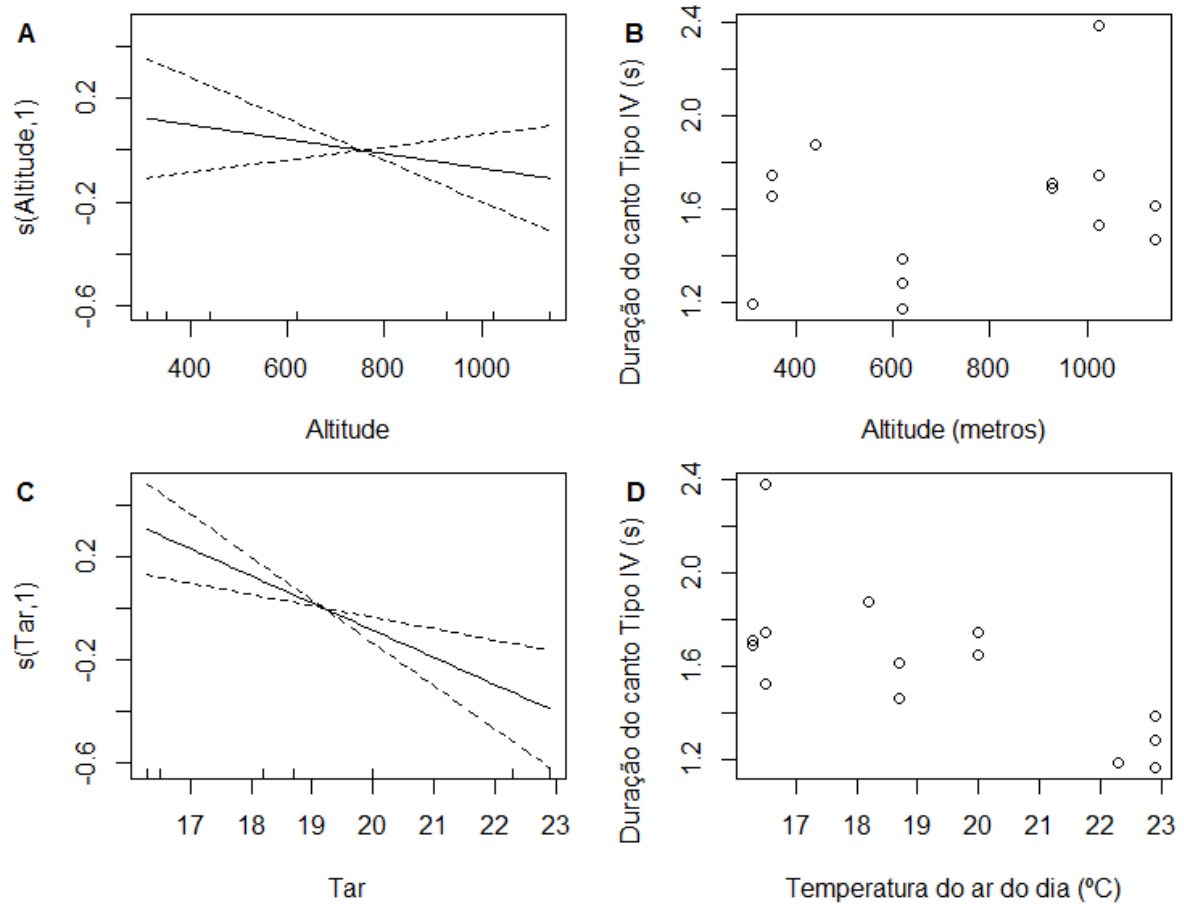 A
s(Altitude,1)
0.2
-0.2
-0.6
400 600 800 1000
Altitude
B
Duração do canto Tipo IV (s)
2.4
2.0
1.6
1.2
400 600 800 1000
Altitude (metros)
C
s(Tar,1)
0.2
-0.2
-0.6
17 18 19 20 21 22 23
Tar
D
Duração do canto Tipo IV (s)
2.4
2.0
1.6
1.2
17 18 19 20 21 22 23
Temperatura do ar do dia (ºC)